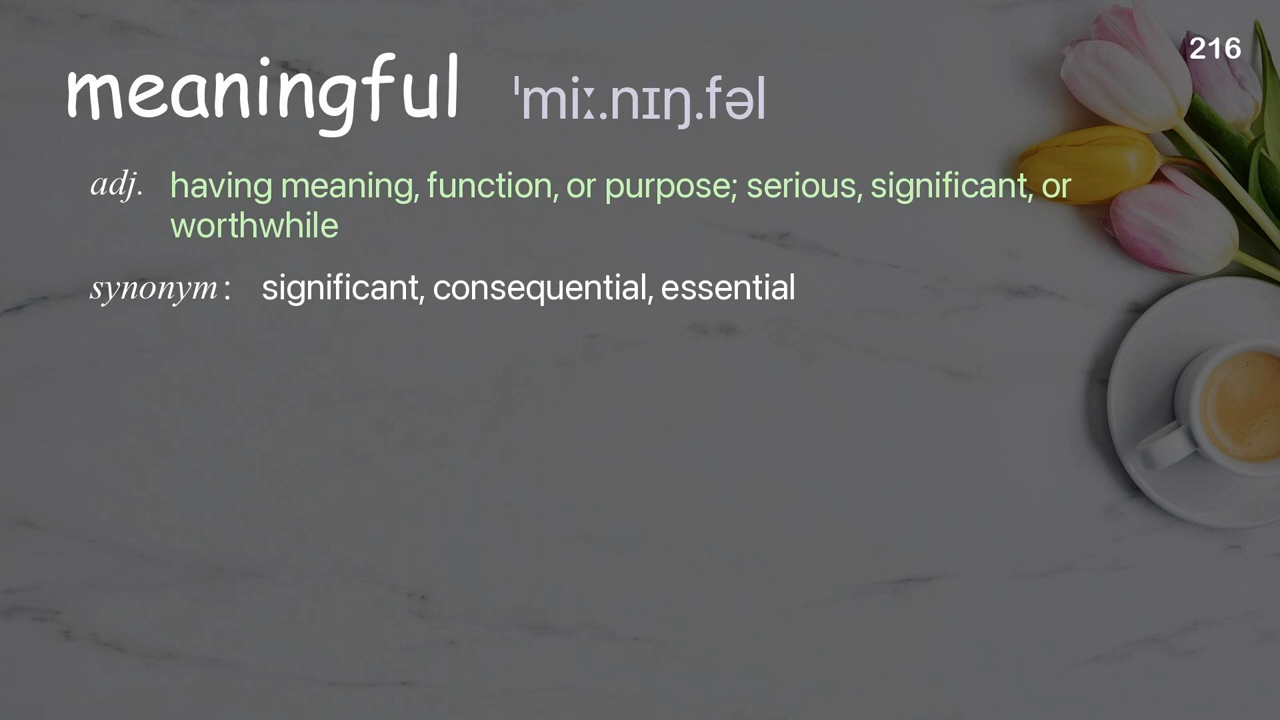 216
meaningful ˈmiː.nɪŋ.fəl
adj. having meaning, function, or purpose; serious, significant, or
worthwhile
synonym: significant, consequential, essential